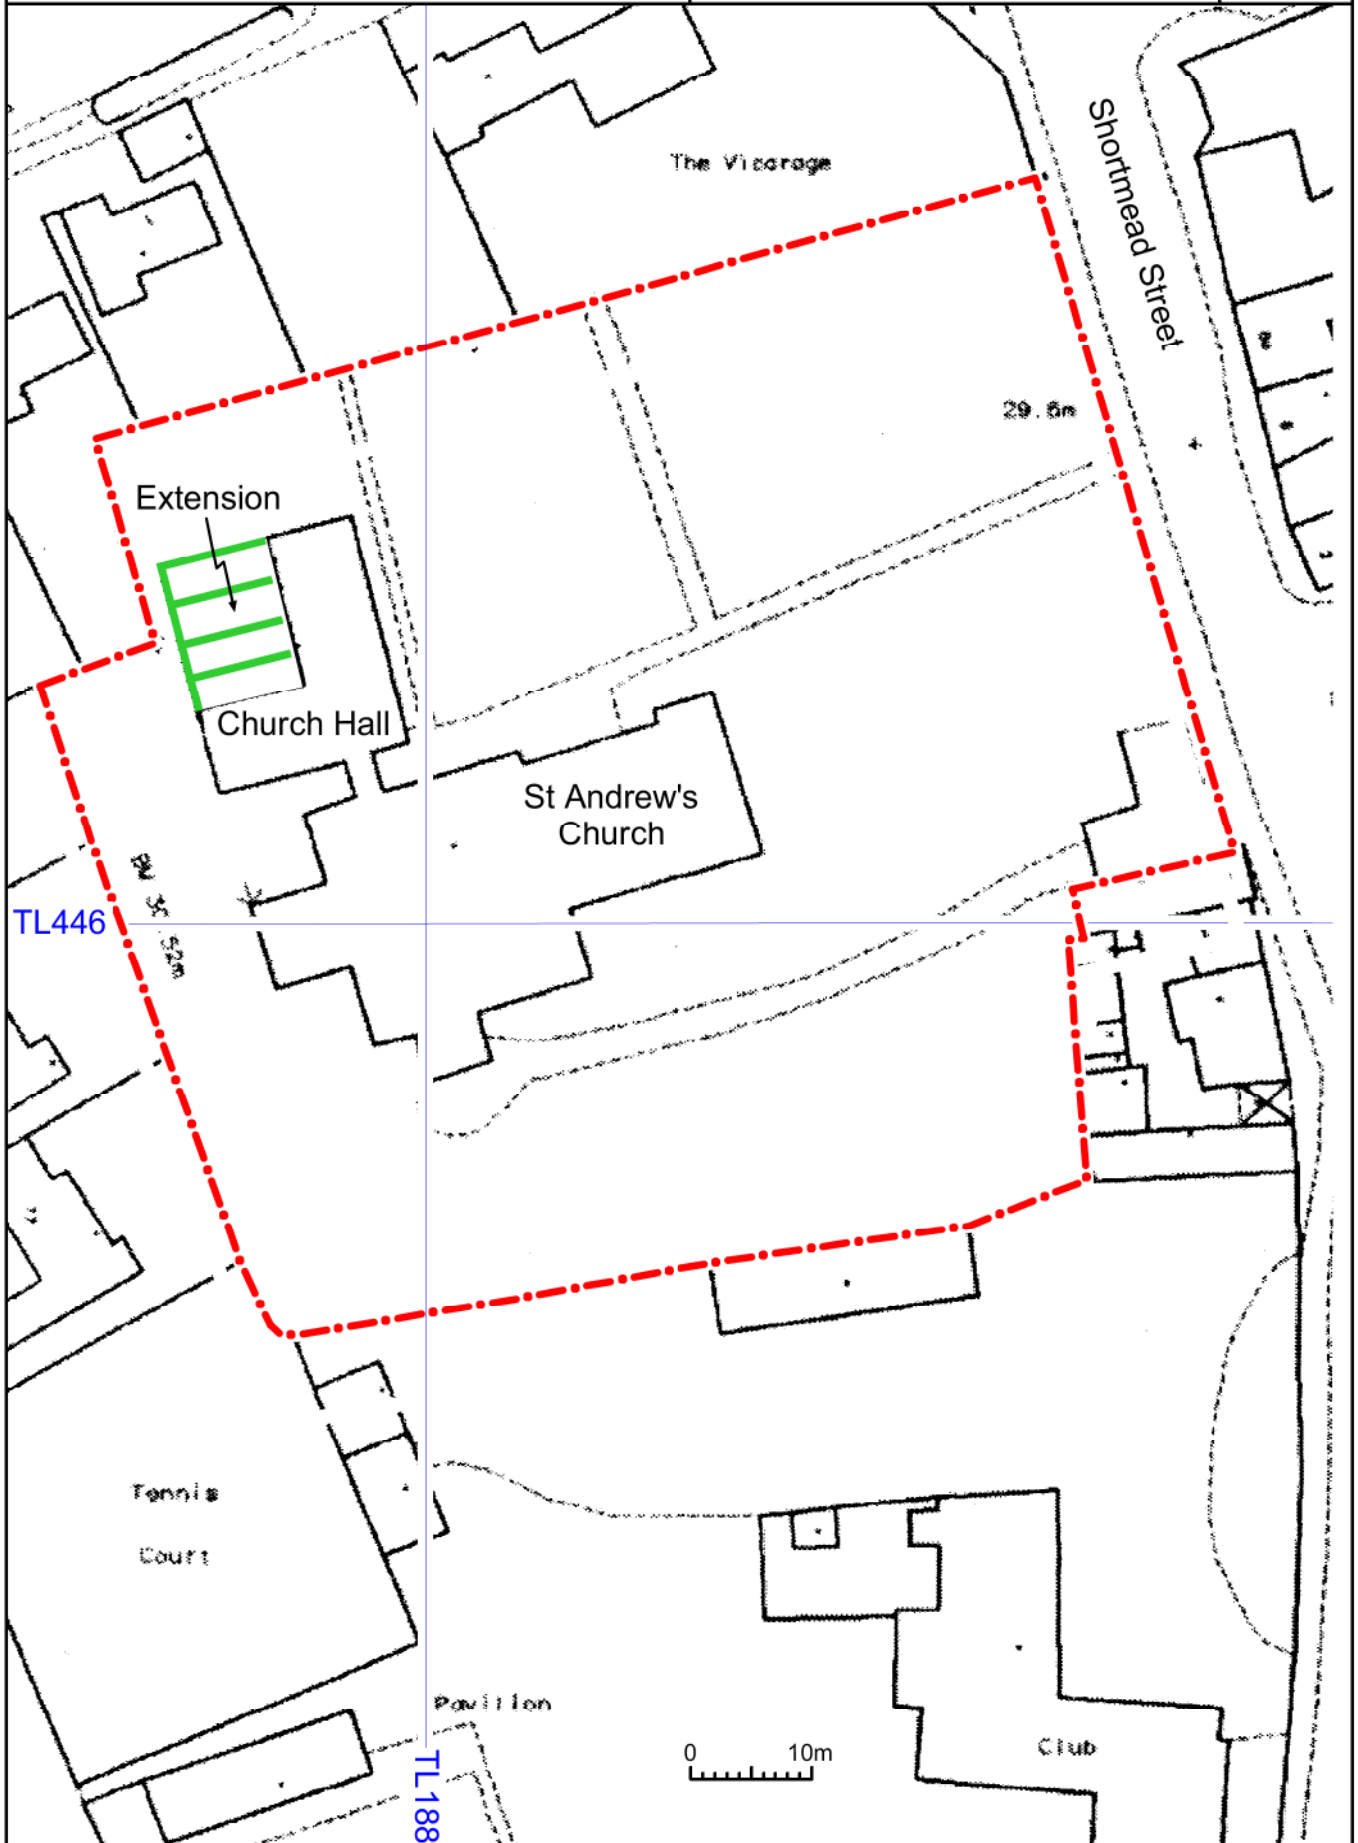 The Vicarage
Shortmead Street
29.6m
Extension
Church Hall
St Andrew's
Church
TL446
Tennis
Court
Pavilion
0 10m
Club
TL188